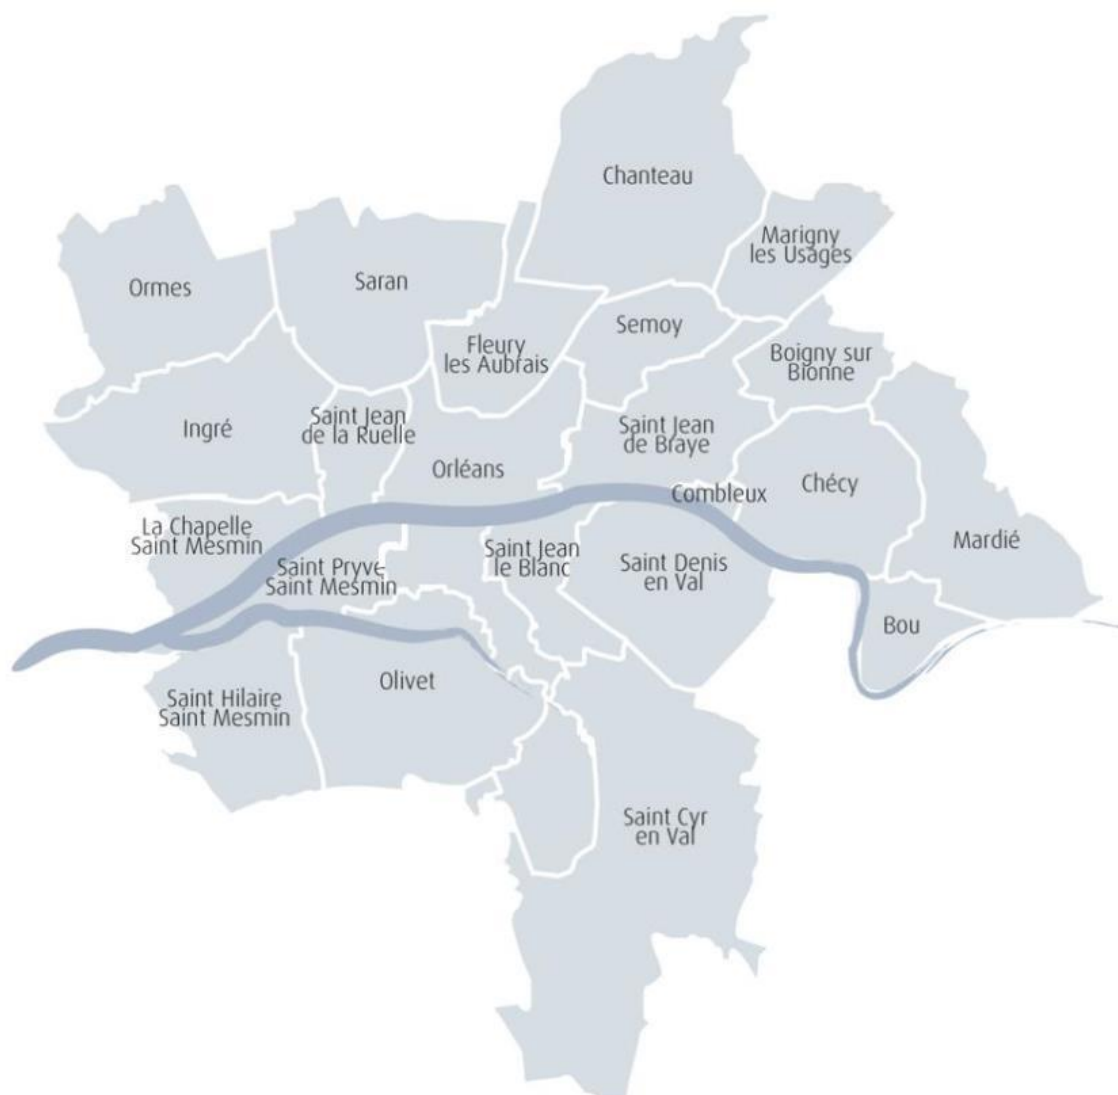 Chanteau
Marigny
les Usages
Ormes
Saran
Semoy
Fleury
les Aubrais
Boigny sur
Bionne
Ingré
Saint Jean
de la Ruelle
Saint Jean
de Braye
Orléans
Combleux
Chécy
La Chapelle
Saint Mesmin
Mardié
Saint Pryvé
Saint Mesmin
Saint Jean
le Blanc
Saint Denis
en Val
Bou
Olivet
Saint Hilaire
Saint Mesmin
Saint Cyr
en Val